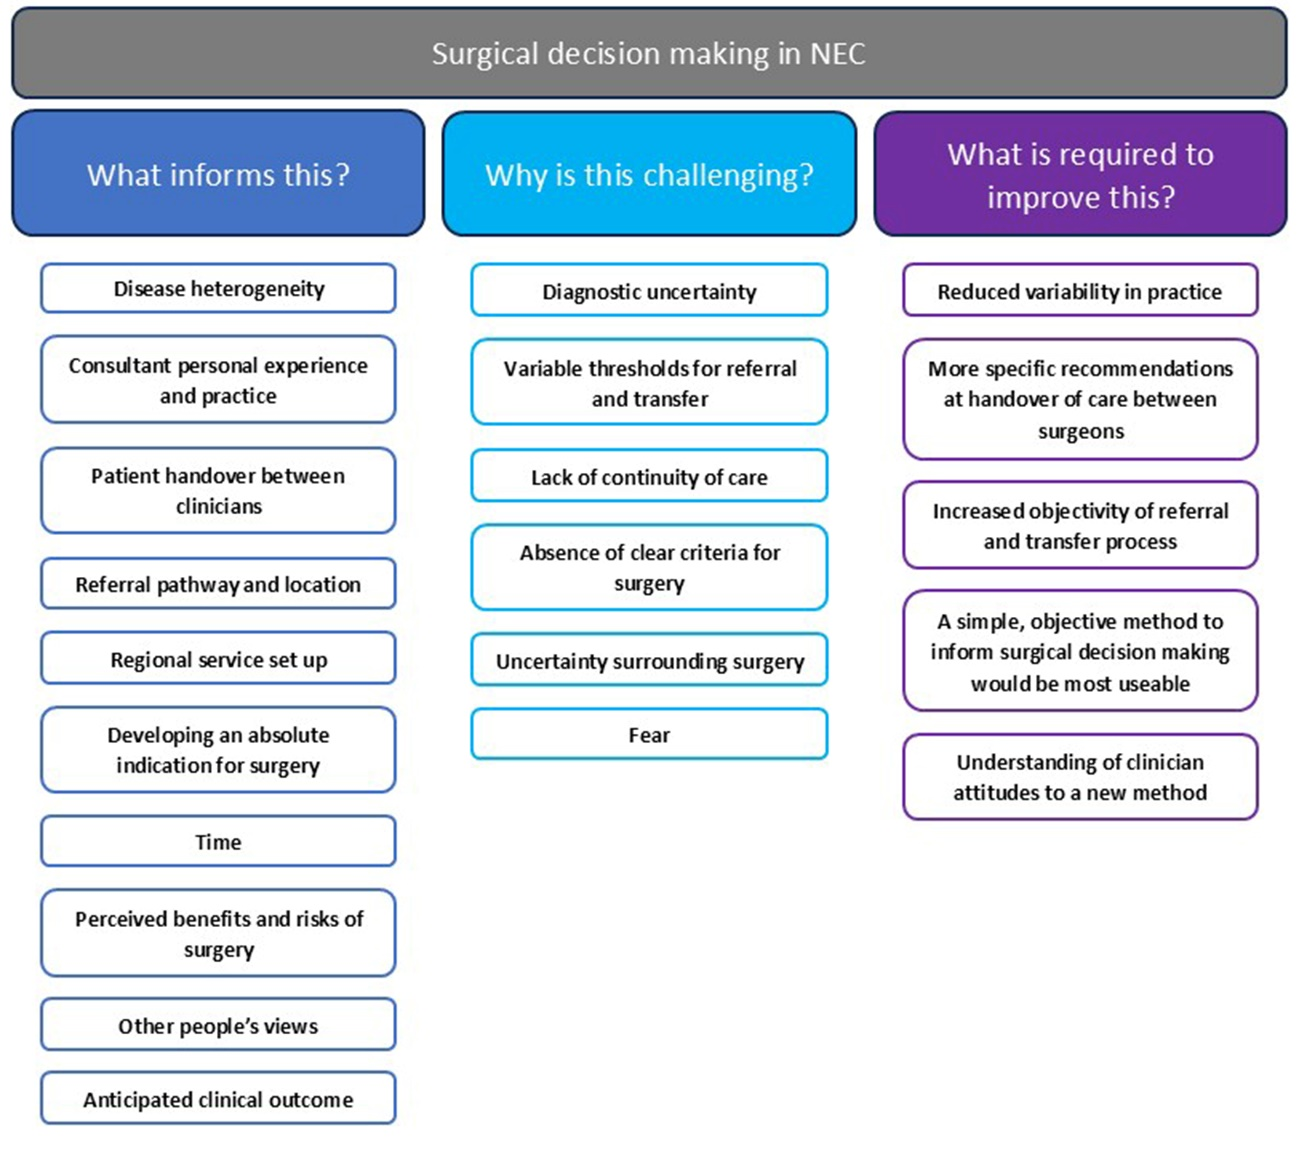 Surgical decision making in NEC
What informs this?
Disease heterogeneity
Consultant personal experience
and practice
Patient handover between
clinicians
Referral pathway and location
Regional service set up
Developing an absolute
indication for surgery
Time
Perceived benefits and risks of
surgery
Other people’s views
Anticipated clinical outcome
Why is this challenging?
Diagnostic uncertainty
Variable thresholds for referral
and transfer
Lack of continuity of care
Absence of clear criteria for
surgery
Uncertainty surrounding surgery
Fear
What is required to
improve this?
Reduced variability in practice
More specific recommendations
at handover of care between
surgeons
Increased objectivity of referral
and transfer process
A simple, objective method to
inform surgical decision making
would be most useable
Understanding of clinician
attitudes to a new method